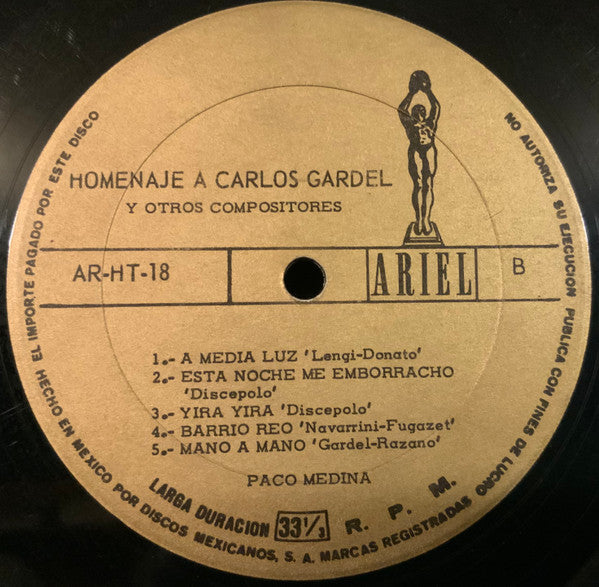 HOMENAJE A CARLOS GARDEL
Y OTROS COMPOSITORES
AR-HT-18
ARIEL
B
1.- A MEDIA LUZ 'Lengi-Donato'
2.- ESTA NOCHE ME EMBORRACHO
'Discepolo'
3.- YIRA YIRA 'Discepolo'
4.- BARRIO REO 'Navarrini-Fugazet'
5.- MANO A MANO "Gardel-Razano'
PACO MEDINA
LARGA DURACION 33 1/3 R. P. M.
EL IMPORTE PAGADO POR ESTE DISCO NO AUTORIZA SU EJECUCION PUBLICA CON FINES DE LUCRO
HECHO EN MEXICO POR DISCOS MEXICANOS, S. A. MARCAS REGISTRADAS